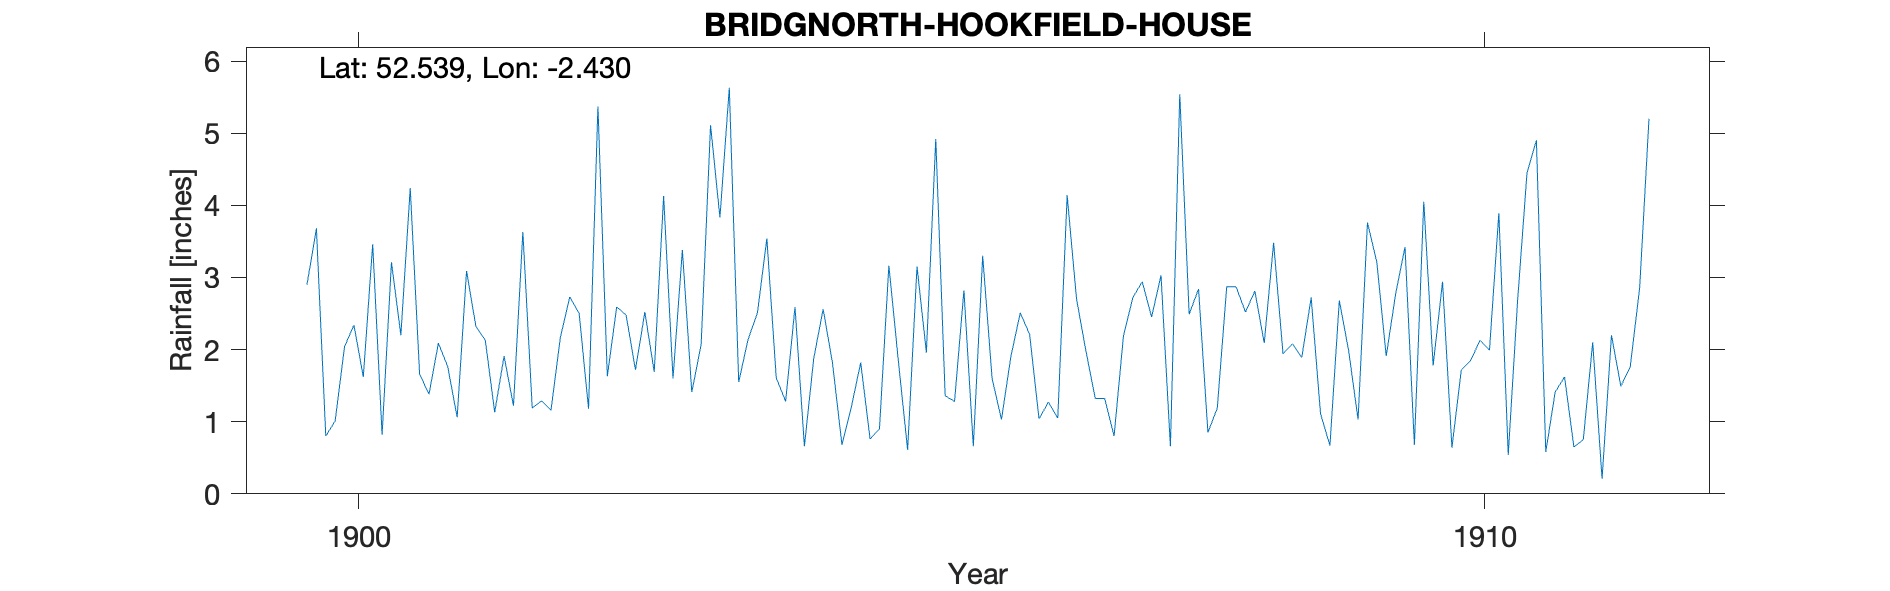 BRIDGNORTH-HOOKFIELD-HOUSE
Lat: 52.539, Lon: -2.430
6
5
4
3
2
1
0
Rainfall [inches]
1900
1910
Year